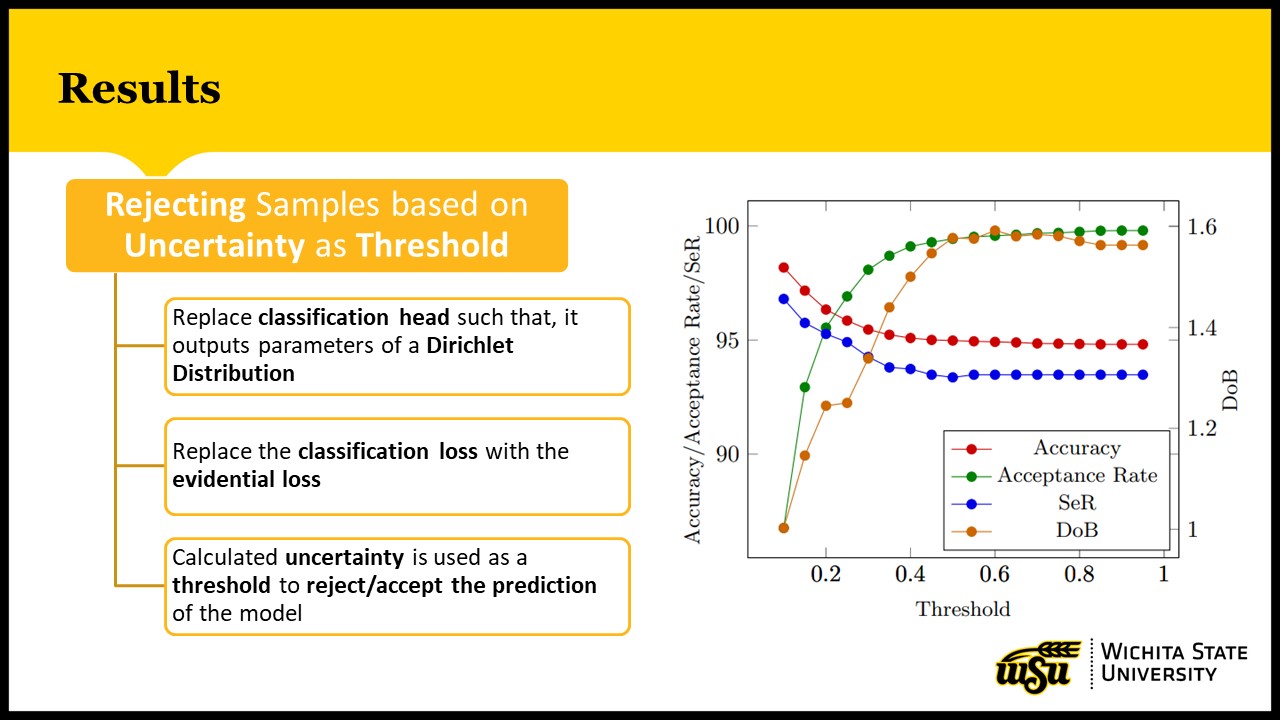 Results
Rejecting Samples based on
Uncertainty as Threshold
Replace classification head such that, it
outputs parameters of a Dirichlet
Distribution
Replace the classification loss with the
evidential loss
Calculated uncertainty is used as a
threshold to reject/accept the prediction
of the model
Accuracy/Acceptance Rate/SeR
100
95
90
0.2 0.4 0.6 0.8 1
Threshold
1.6
1.4
1.2
1
DoB
Accuracy
Acceptance Rate
SeR
DoB
WSU
WICHITA STATE
UNIVERSITY